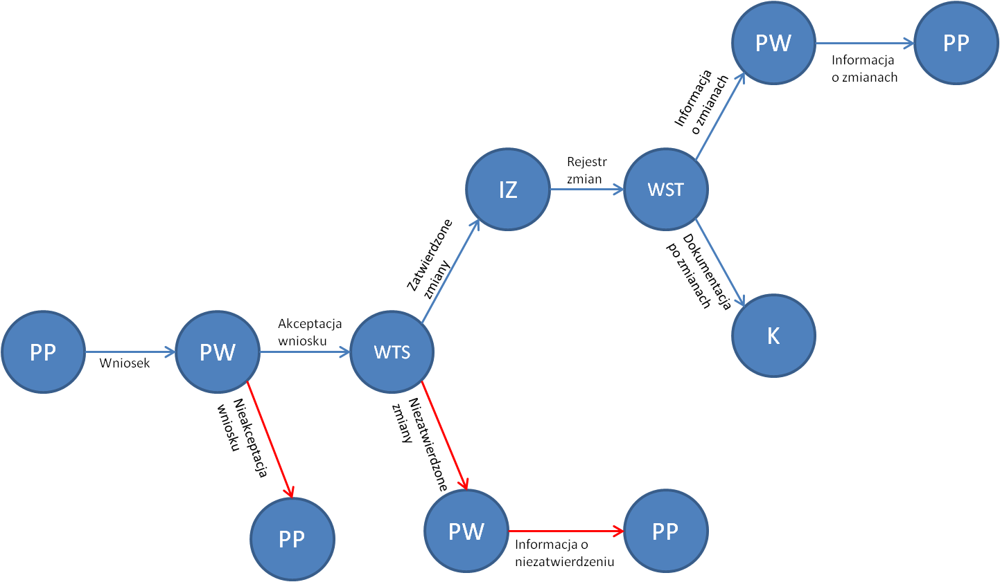 PW
PP
Informacja
o zmianach
Informacja
o zmianach
IZ
Rejestr
zmian
WST
Zatwierdzone
zmiany
Dokumentacja
po zmianach
K
PP
Wniosek
PW
Akceptacja
wniosku
WTS
Nieakceptacja
wniosku
Niezatwierdzone
zmiany
PP
PW
Informacja o
niezatwierdzeniu
PP